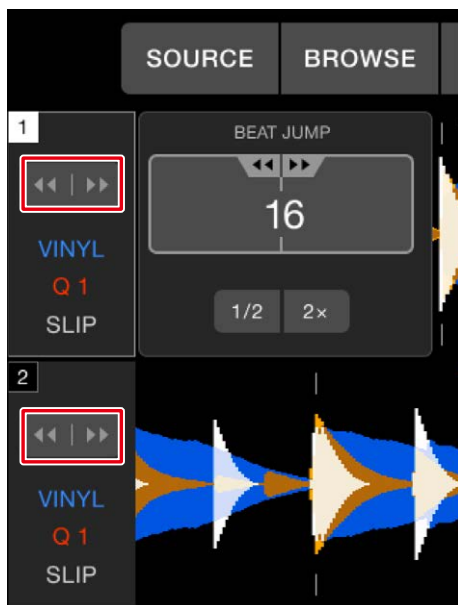 SOURCE BROWSE
1
BEAT JUMP
16
VINYL
Q 1
1/2 2×
SLIP
2
VINYL
Q 1
SLIP